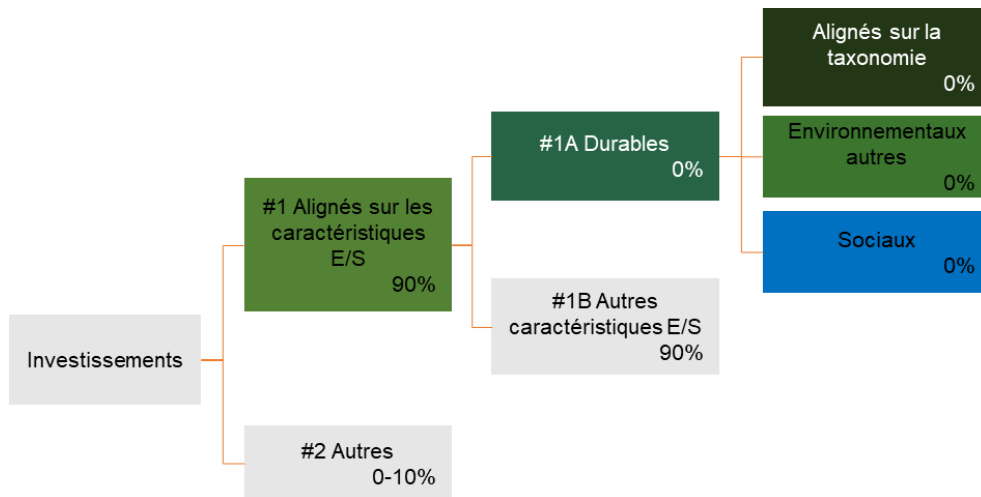 Investissements
#1 Alignés sur les
caractéristiques
E/S
90%
#2 Autres
0-10%
#1A Durables
0%
#1B Autres
caractéristiques E/S
90%
Alignés sur la
taxonomie
0%
Environnementaux
autres
0%
Sociaux
0%